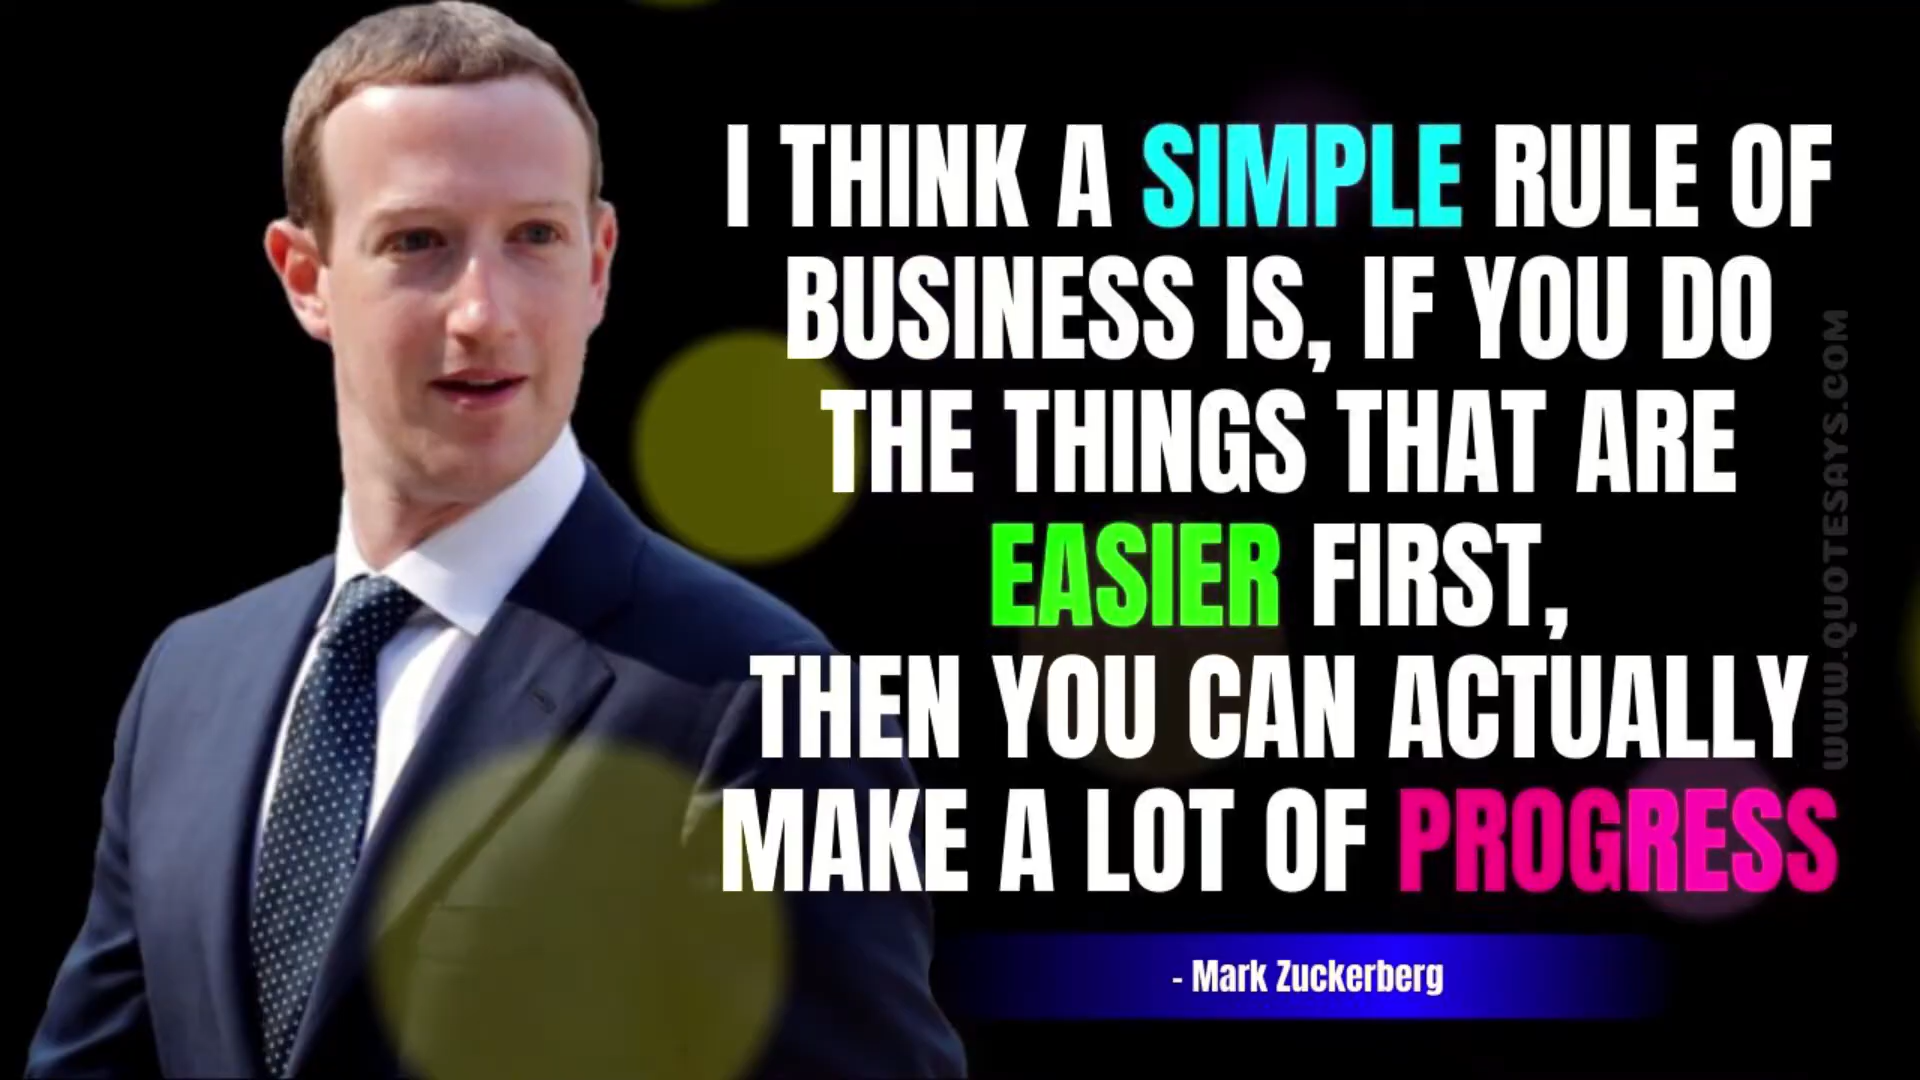 I THINK A SIMPLE RULE OF
BUSINESS IS, IF YOU DO
THE THINGS THAT ARE
EASIER FIRST,
THEN YOU CAN ACTUALLY
MAKE A LOT OF PROGRESS
- Mark Zuckerberg
WWW.QUOTESAYS.COM